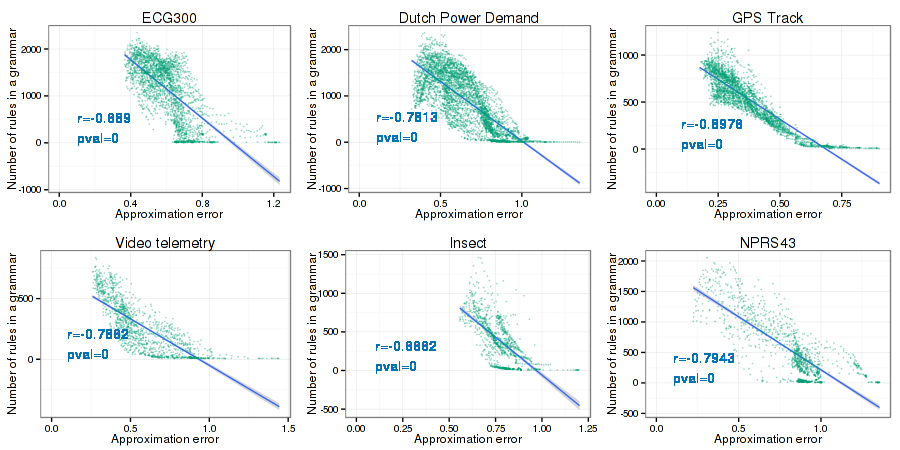 ECG300
Number of rules in a grammar
2000
1000
0
-1000
pval=0
0.0 0.4 0.8 1.2
Approximation error
Dutch Power Demand
Number of rules in a grammar
2000
1000
0
-1000
pval=0
0.0 0.5 1.0
Approximation error
GPS Track
Number of rules in a grammar
1000
500
0
pval=0
0.00 0.25 0.50 0.75
Approximation error
Video telemetry
Number of rules in a grammar
500
0
pval=0
0.0 0.5 1.0 1.5
Approximation error
Insect
Number of rules in a grammar
1500
1000
500
0
-500
pval=0
0.00 0.25 0.50 0.75 1.00 1.25
Approximation error
NPRS43
Number of rules in a grammar
2000
1500
1000
500
0
-500
r=-0.7943
pval=0
0.0 0.5 1.0
Approximation error